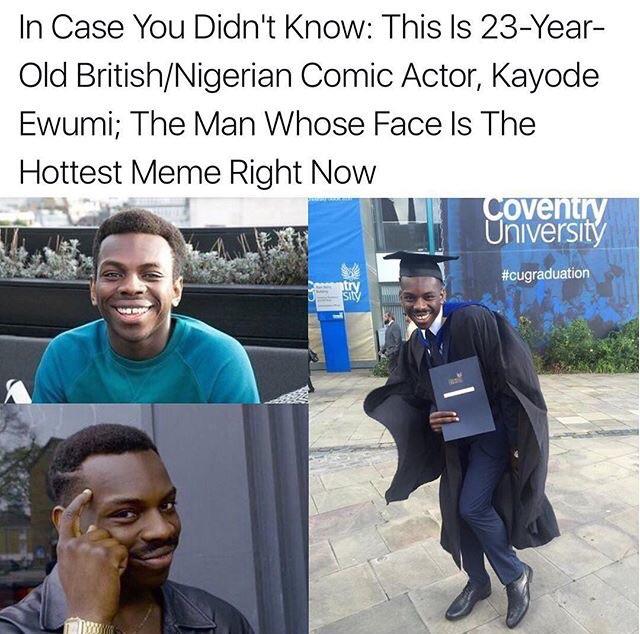 In Case You Didn't Know: This Is 23-Year-
Old British/Nigerian Comic Actor, Kayode
Ewumi; The Man Whose Face Is The
Hottest Meme Right Now
Coventry
University
#cugraduation